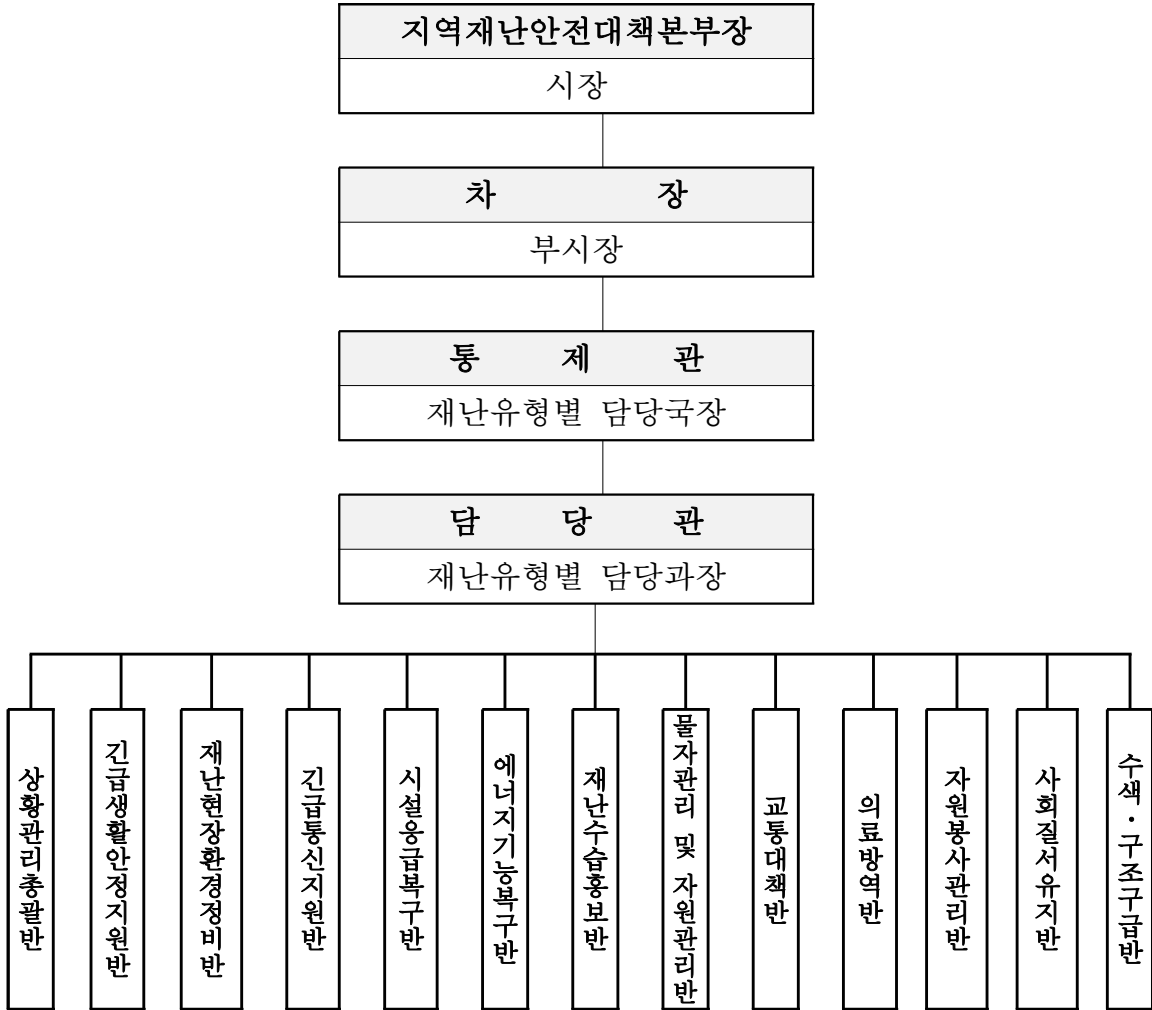 지역재난안전대책본부장
시장
차 장
부시장
통 제 관
재난유형별 담당국장
담 당 관
재난유형별 담당과장
상황관리총괄반
긴급생활안정지원반
재난현장환경정비반
긴급통신지원반
시설응급복구반
에너지기능복구반
재난수습홍보반
물자관리 및 자원관리반
교통대책반
의료방역반
자원봉사관리반
사회질서유지반
수색・구조구급반